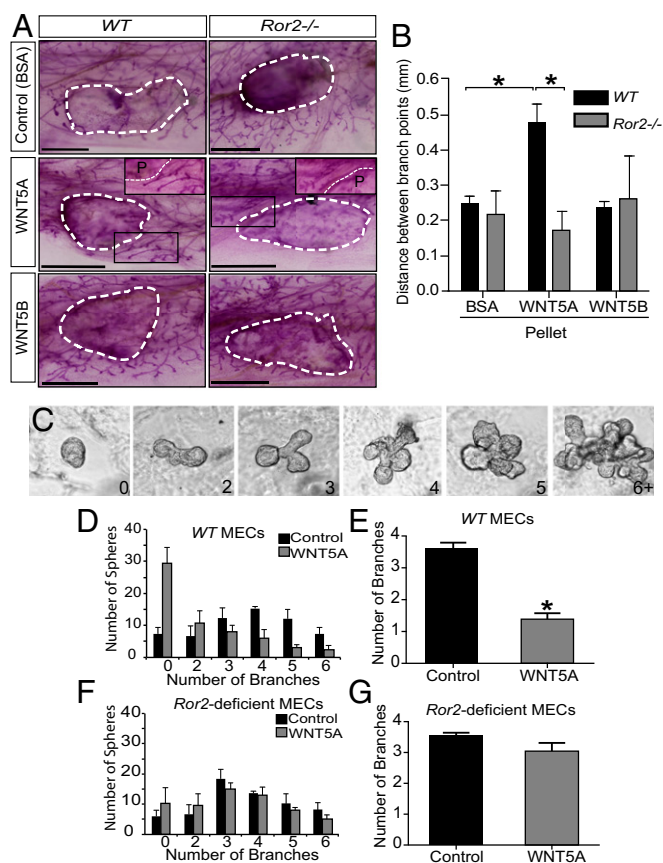 A
WT
Ror2-/-
Control (BSA)
WNT5A
P
P
WNT5B
B
Distance between branch points (mm)
0.6
0.5
0.4
0.3
0.2
0.1
0.0
* *
WT
Ror2-/-
BSA WNT5A WNT5B
Pellet
C
0 2 3 4 5 6+
D
WT MECs
Number of Spheres
40
30
20
10
0
Control
WNT5A
0 2 3 4 5 6
Number of Branches
E
WT MECs
Number of Branches
4
3
2
1
0
*
Control WNT5A
F
Ror2-deficient MECs
Number of Spheres
40
30
20
10
0
Control
WNT5A
0 2 3 4 5 6
Number of Branches
G
Ror2-deficient MECs
Number of Branches
4
3
2
1
0
Control WNT5A